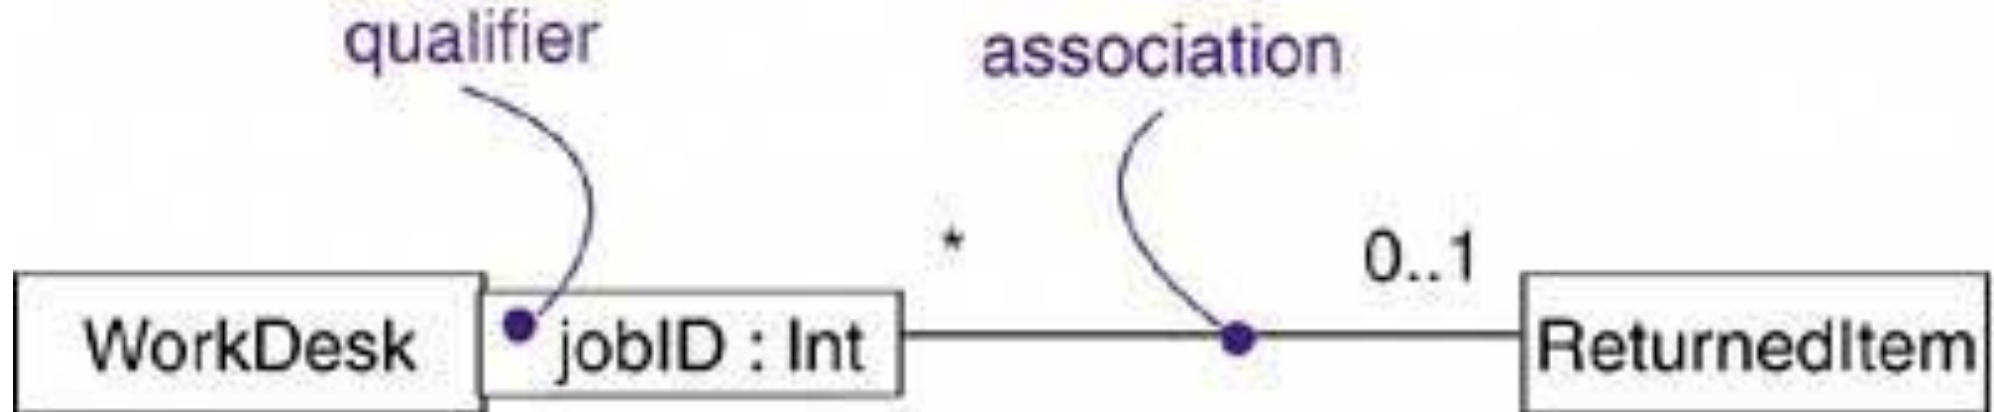 qualifier
association
*
0..1
WorkDesk
jobID : Int
ReturnedItem